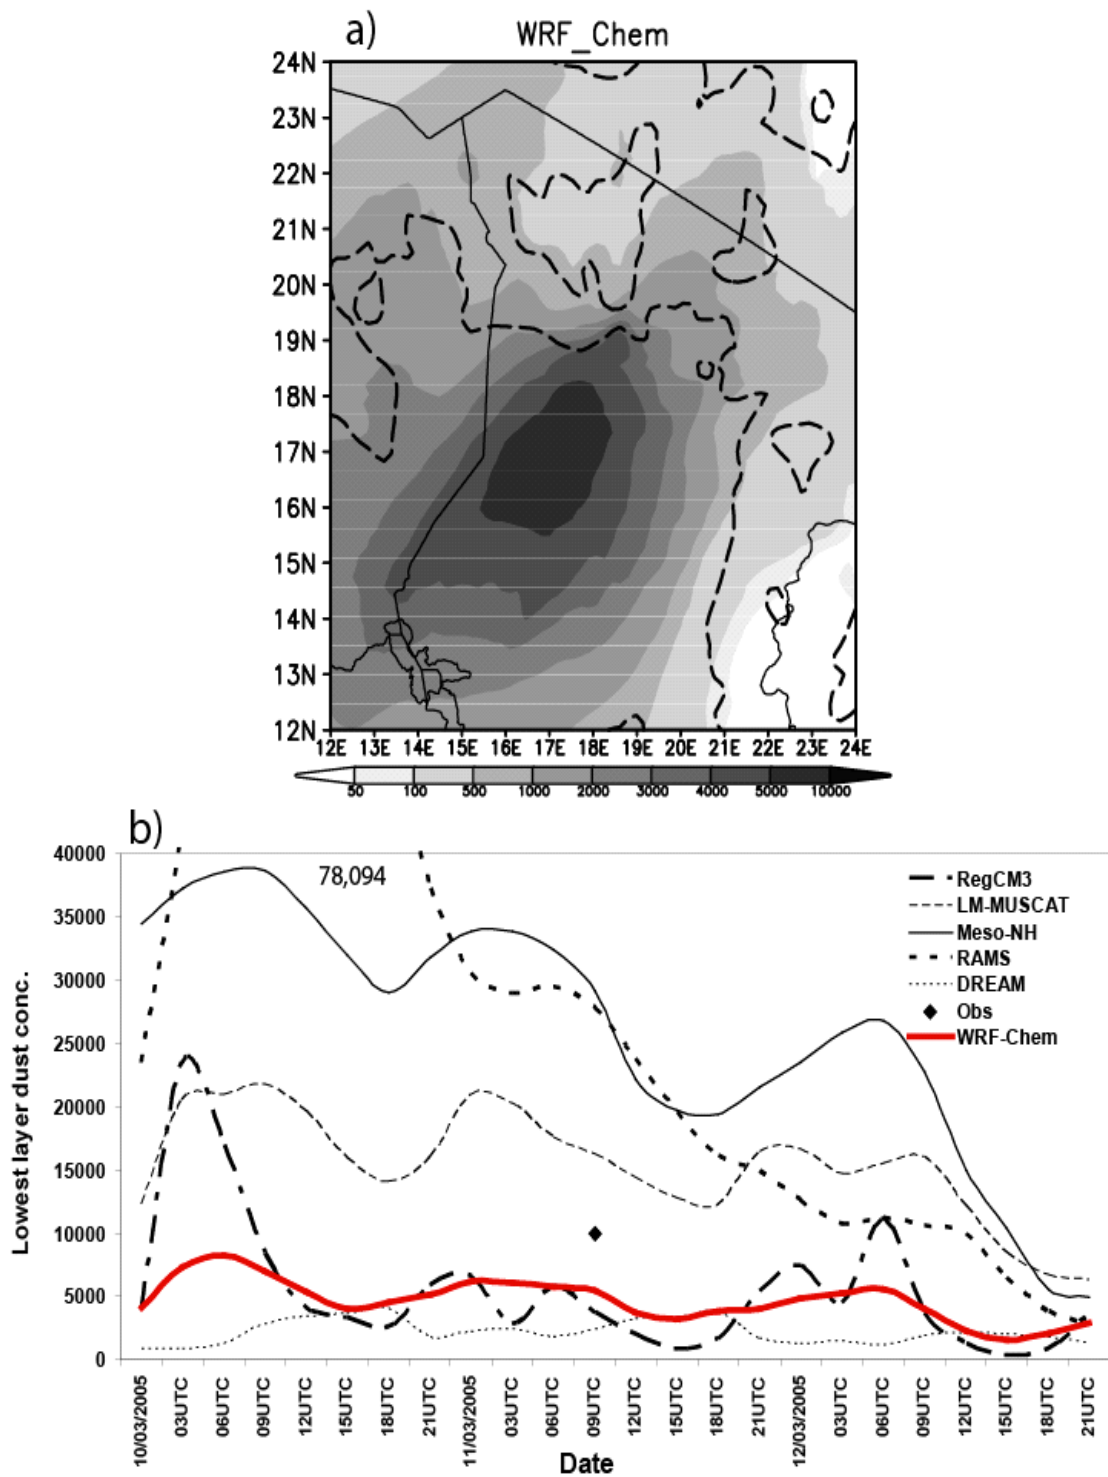 a)
WRF_Chem
24N
23N
22N
21N
20N
19N
18N
17N
16N
15N
14N
13N
12N
12E 13E 14E 15E 16E 17E 18E 19E 20E 21E 22E 23E 24E
50 100 500 1000 2000 3000 4000 5000 10000
b)
40000
35000
30000
25000
20000
15000
10000
5000
0
Lowest layer dust conc.
78,094
RegCM3
LM-MUSCAT
Meso-NH
RAMS
DREAM
Obs
WRF-Chem
10/03/2005
03UTC
06UTC
09UTC
12UTC
15UTC
18UTC
21UTC
11/03/2005
03UTC
06UTC
09UTC
12UTC
15UTC
18UTC
21UTC
12/03/2005
03UTC
06UTC
09UTC
12UTC
15UTC
18UTC
21UTC
Date